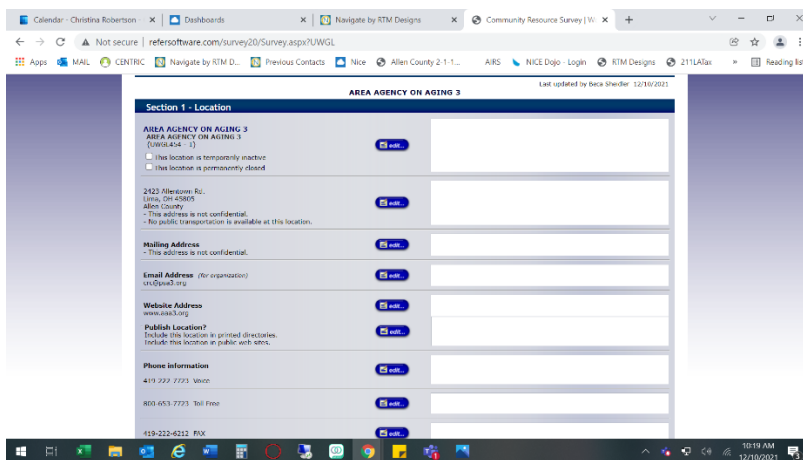 Calendar - Christina Robertson
Dashboards
Navigate by RTM Designs
Community Resource Survey | W
Not secure | refersoftware.com/survey20/Survey.aspx?UWGL
Apps MAIL CENTRIC Navigate by RTM D... Previous Contacts Nice Allen County 2-1-1... AIRS NICE Dojo - Login RTM Designs 211LATax » Reading list
Last updated by Beca Sheidler 12/10/2021
AREA AGENCY ON AGING 3
Section 1 - Location
AREA AGENCY ON AGING 3
AREA AGENCY ON AGING 3
(UWGL454 - 1)
edit...
This location is temporarily inactive
This location is permanently closed
2423 Allentown Rd.
Lima, OH 45805
Allen County
- This address is not confidential.
- No public transportation is available at this location.
edit...
Mailing Address
- This address is not confidential.
edit...
Email Address (for organization)
crc@psa3.org
edit...
Website Address
www.aaa3.org
edit...
Publish Location?
Include this location in printed directories.
Include this location in public web sites.
edit...
Phone information
419-222-7723 Voice
edit...
800-653-7723 Toll Free
edit...
419-222-6212 FAX
edit...
10:19 AM
12/10/2021